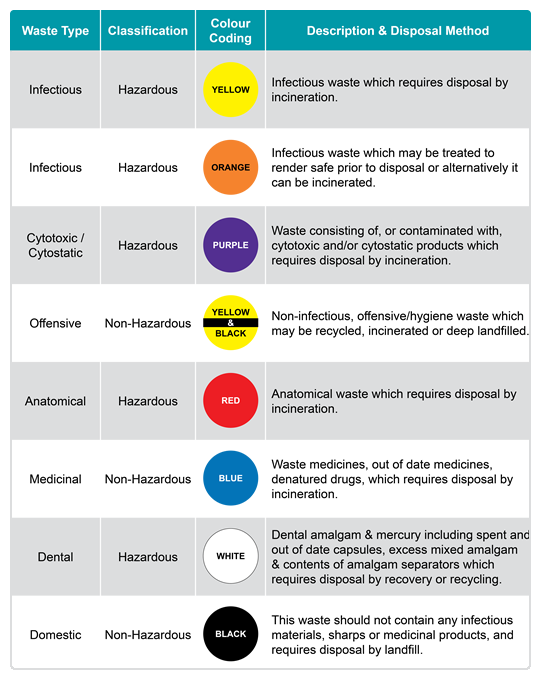 Waste Type Classification Colour Coding Description & Disposal Method
Infectious Hazardous YELLOW Infectious waste which requires disposal by
incineration.
Infectious Hazardous ORANGE Infectious waste which may be treated to
render safe prior to disposal or alternatively it
can be incinerated.
Cytotoxic /
Cytostatic
Hazardous
PURPLE
Waste consisting of, or contaminated with,
cytotoxic and/or cytostatic products which
requires disposal by incineration.
Offensive
Non-Hazardous
YELLOW
&
BLACK
Non-infectious, offensive/hygiene waste which
may be recycled, incinerated or deep landfilled.
Anatomical
Hazardous
RED
Anatomical waste which requires disposal by
incineration.
Medicinal
Non-Hazardous
BLUE
Waste medicines, out of date medicines,
denatured drugs, which requires disposal by
incineration.
Dental
Hazardous
WHITE
Dental amalgam & mercury including spent and
out of date capsules, excess mixed amalgam
& contents of amalgam separators which
requires disposal by recovery or recycling.
Domestic
Non-Hazardous
BLACK
This waste should not contain any infectious
materials, sharps or medicinal products, and
requires disposal by landfill.